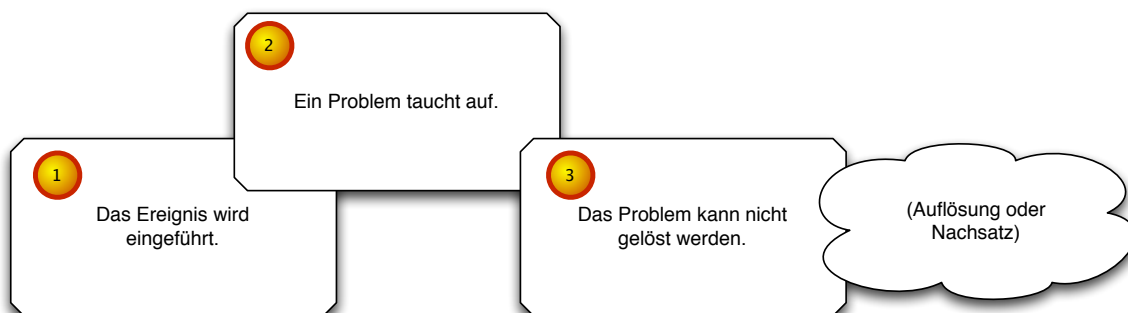 1
Das Ereignis wird
eingeführt.
2
Ein Problem taucht auf.
3
Das Problem kann nicht
gelöst werden.
(Auflösung oder
Nachsatz)